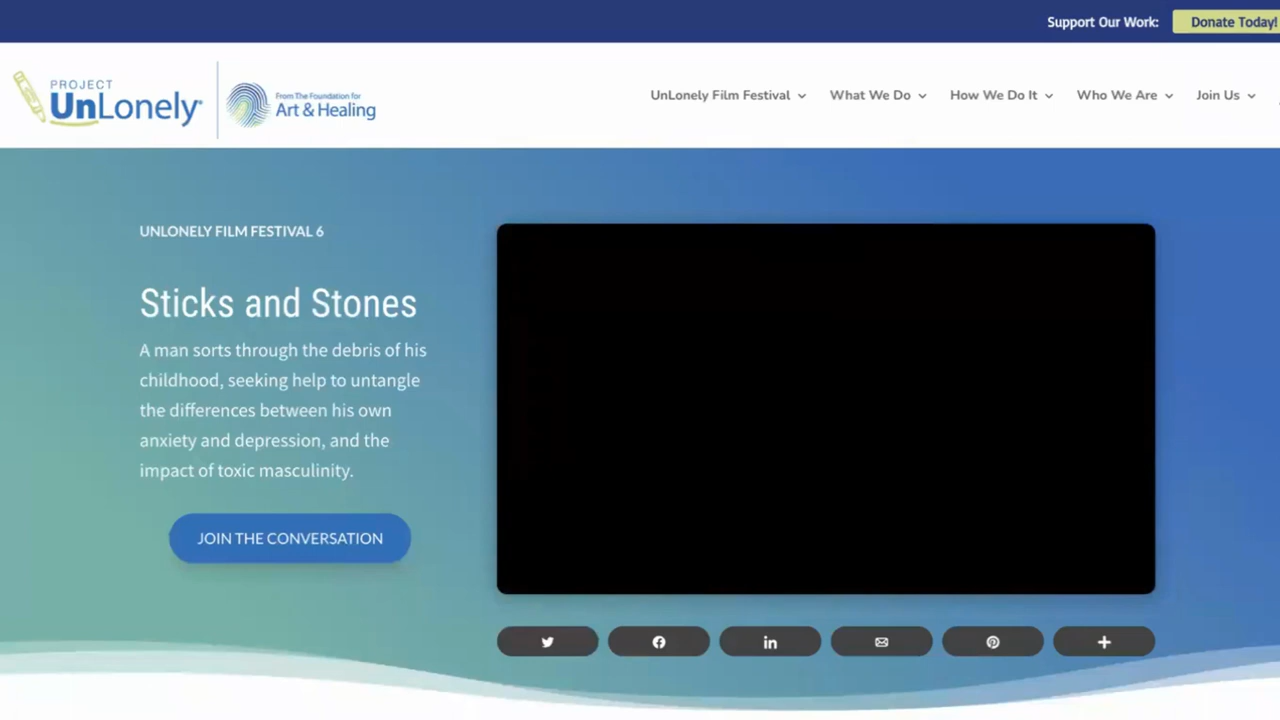 Support Our Work: Donate Today!
PROJECT
UnLonely
From The Foundation for
Art & Healing
UnLonely Film Festival What We Do How We Do It Who We Are Join Us
UNLONELY FILM FESTIVAL 6
Sticks and Stones
A man sorts through the debris of his
childhood, seeking help to untangle
the differences between his own
anxiety and depression, and the
impact of toxic masculinity.
JOIN THE CONVERSATION